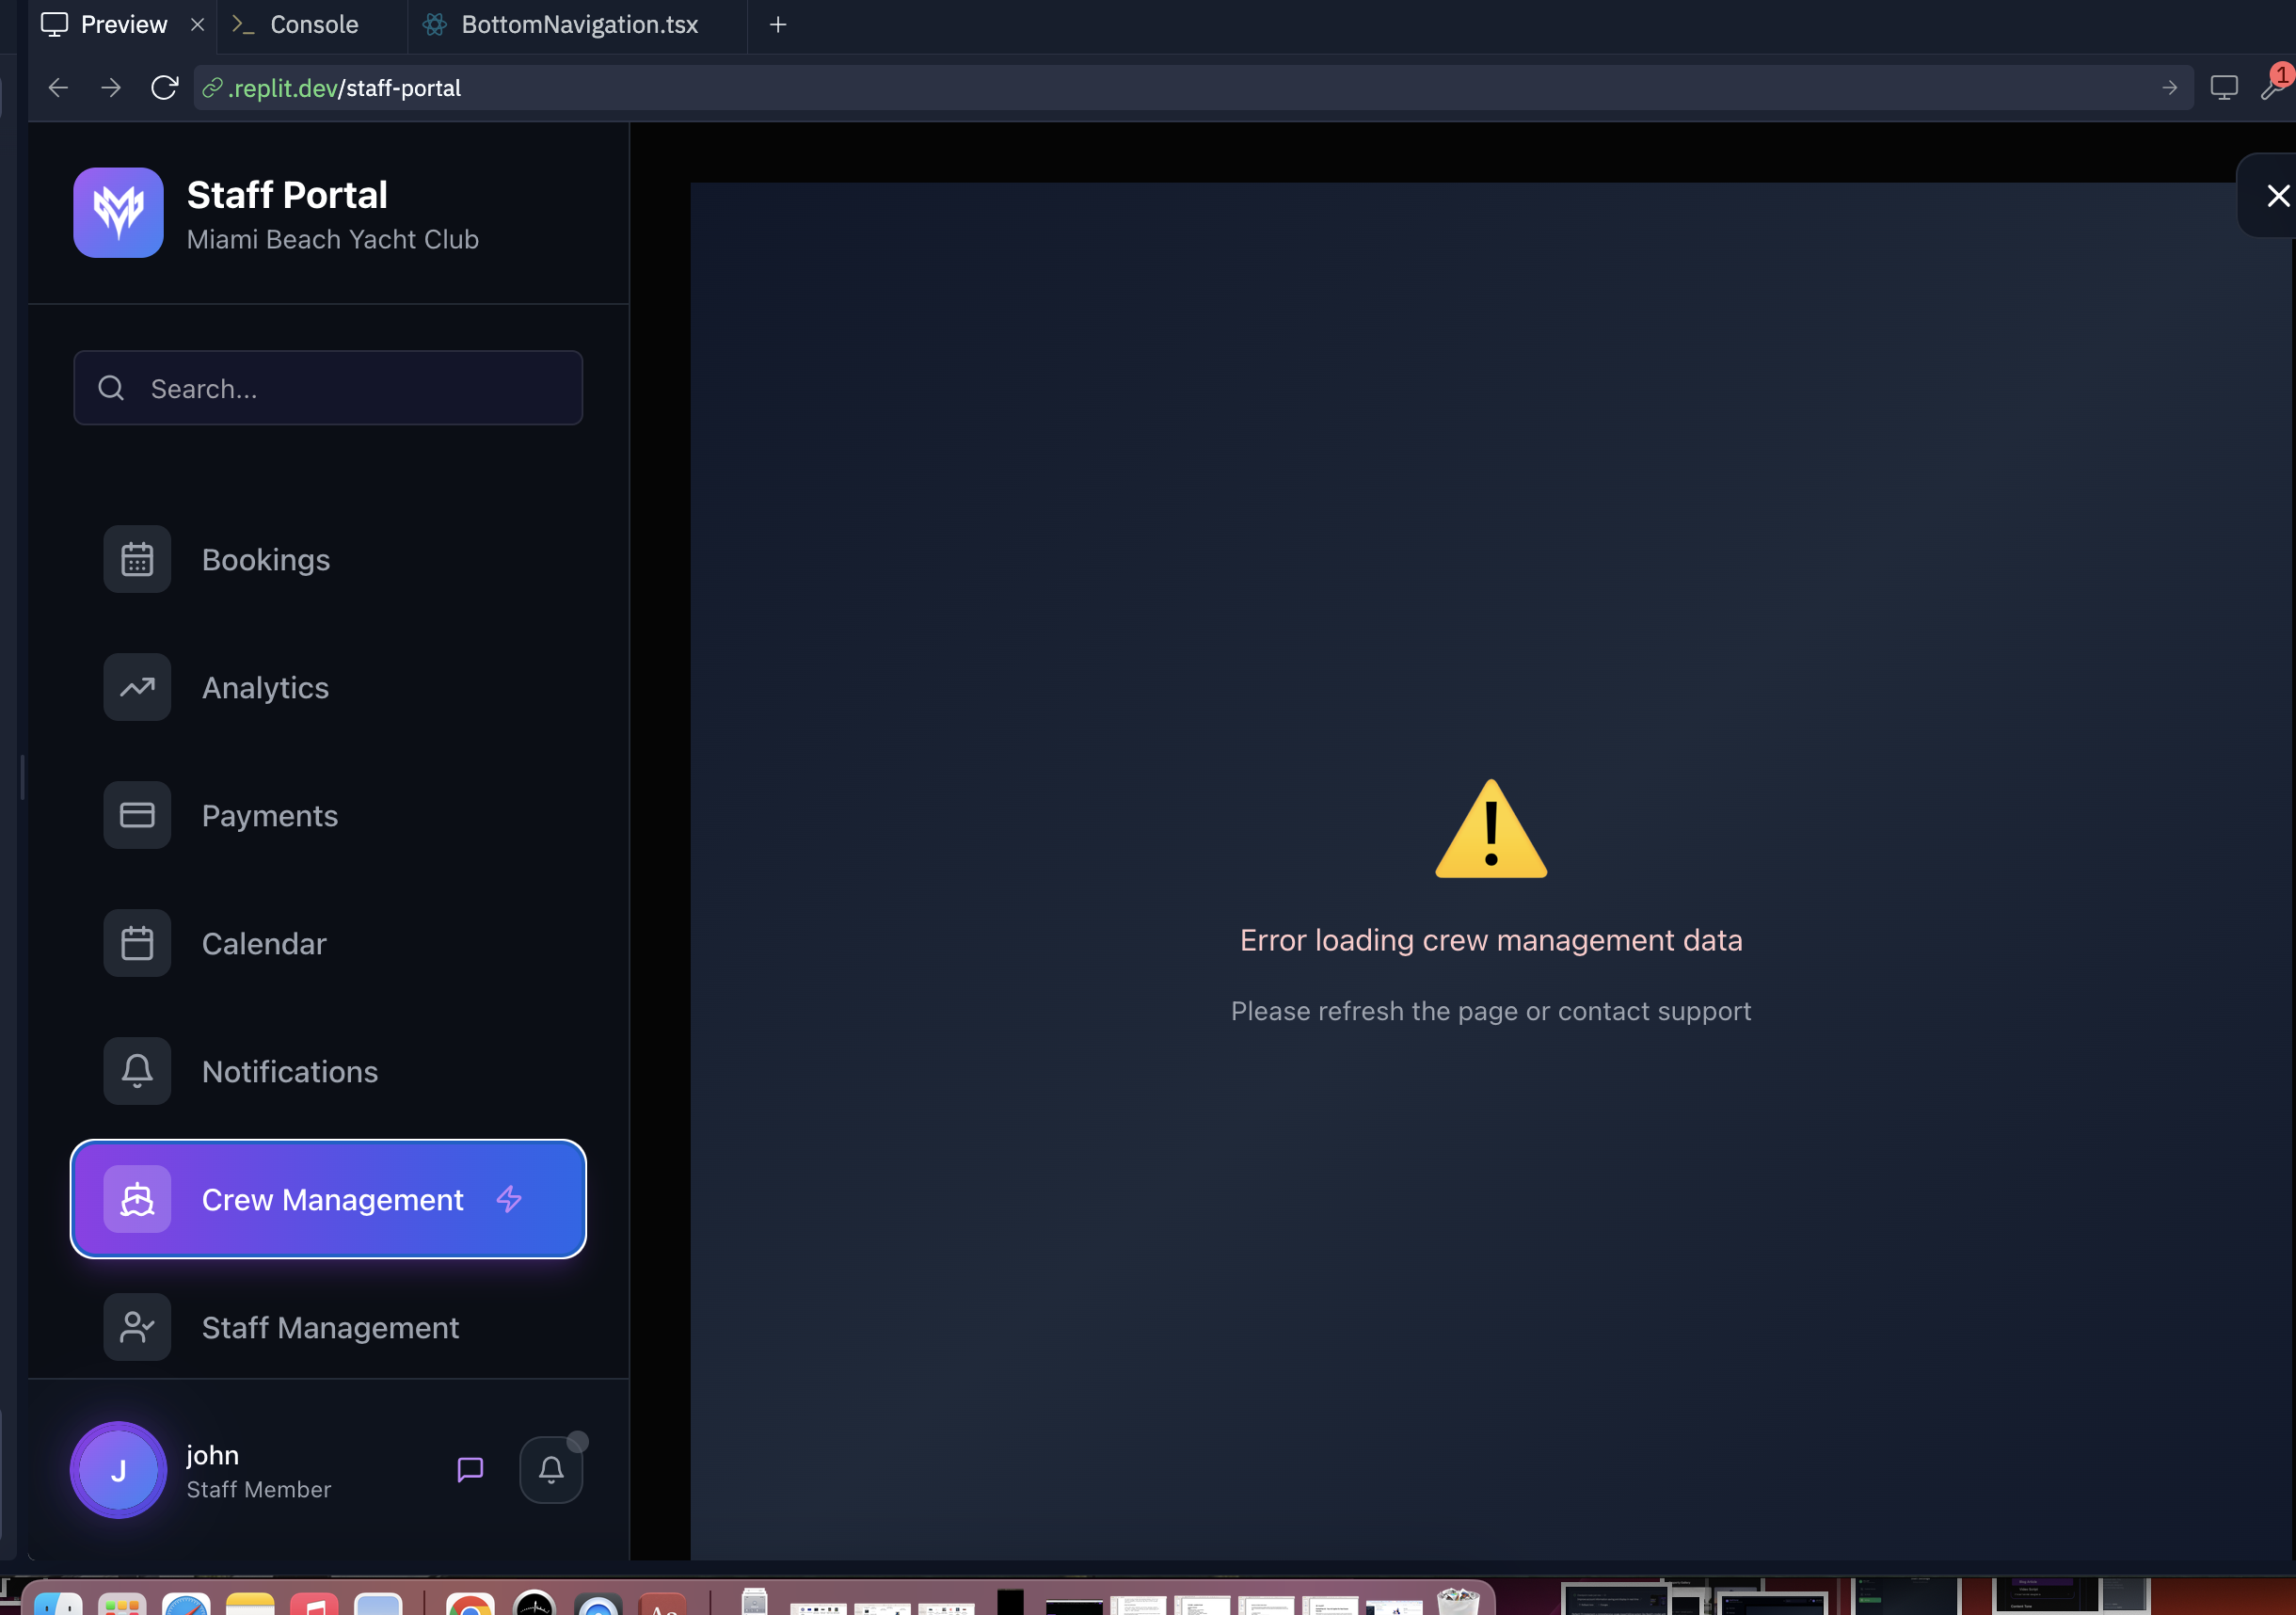 Preview
Console
BottomNavigation.tsx
.replit.dev/staff-portal
1
Staff Portal
Miami Beach Yacht Club
Search...
Bookings
Analytics
Payments
Calendar
Notifications
Crew Management
Staff Management
J
john
Staff Member
Error loading crew management data
Please refresh the page or contact support